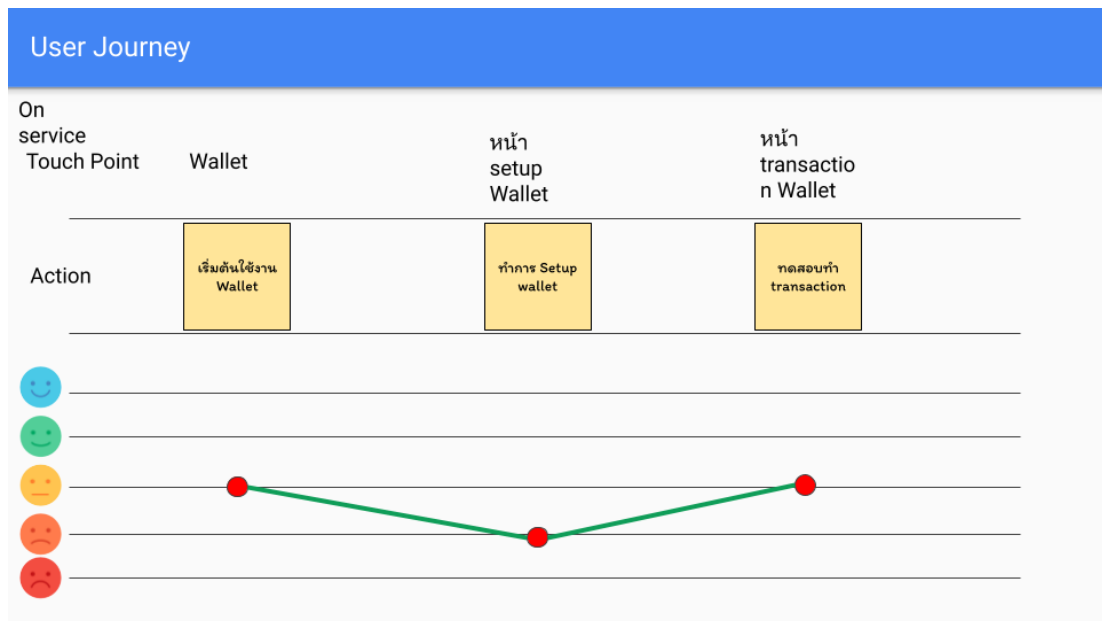 User Journey
On
service
Touch Point
Wallet
หน้า
setup
Wallet
หน้า
transactio
n Wallet
Action
เริ่มต้นใช้งาน
Wallet
ทำการ Setup
wallet
ทดสอบทำ
transaction